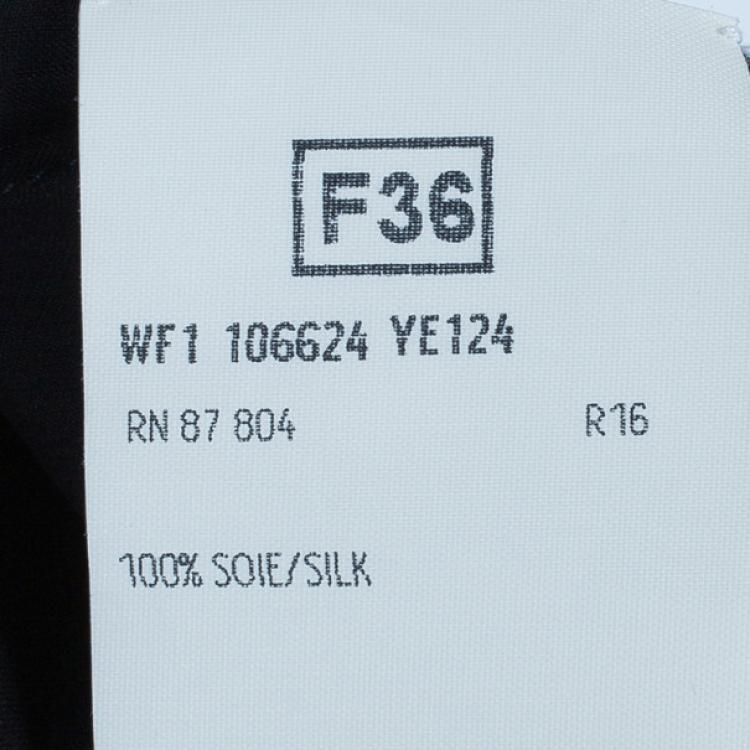 F36
WF1 106624 YE124
RN 87 804 R16
100% SOIE/SILK